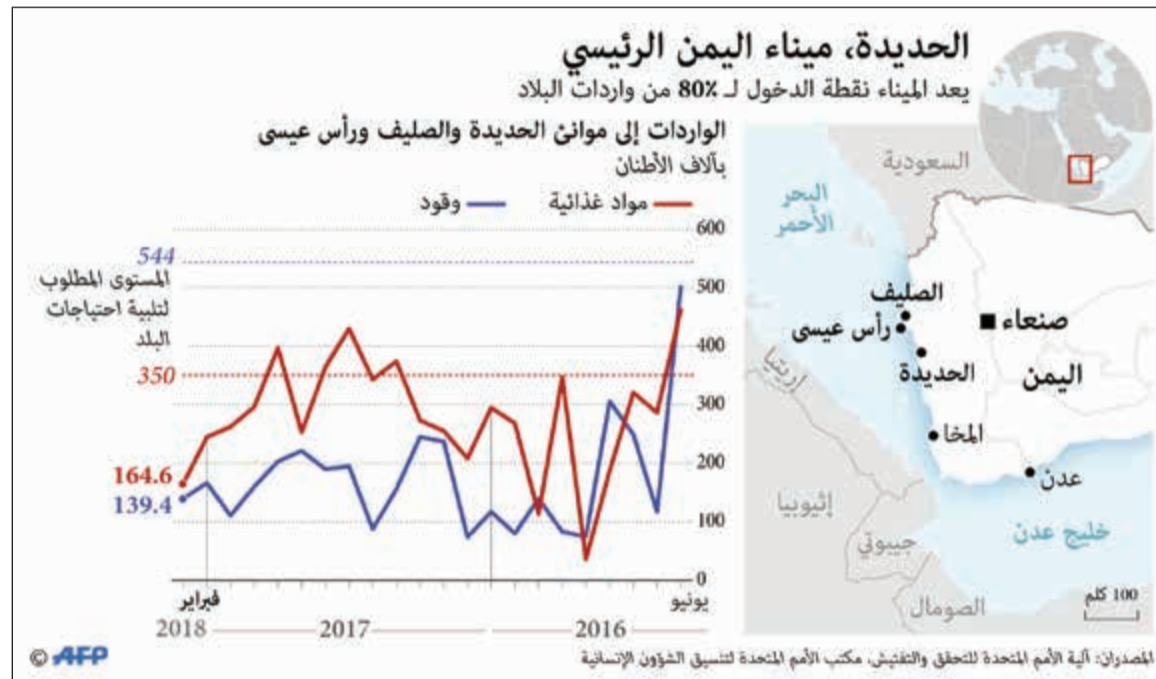 الحديدة، ميناء اليمن الرئيسي
يعد الميناء نقطة الدخول لـ 80٪ من واردات البلاد
الواردات إلى موانئ الحديدة والصليف ورأس عيسى
بآلاف الأطنان
مواد غذائية
وقود
600
500
400
300
200
100
0
544
المستوى المطلوب
لتلبية احتياجات
البلد
350
164.6
139.4
يونيو
فبراير
2016
2017
2018
السعودية
البحر
الأحمر
الصليف
رأس عيسى
صنعاء
الحديدة
اليمن
إريتيا
المخا
عدن
إثيوبيا
خليج عدن
جيبوتي
الصومال
100 كلم
المصدران: آلية الأمم المتحدة للتحقق والتفتيش، مكتب الأمم المتحدة لتنسيق الشؤون الإنسانية
© AFP